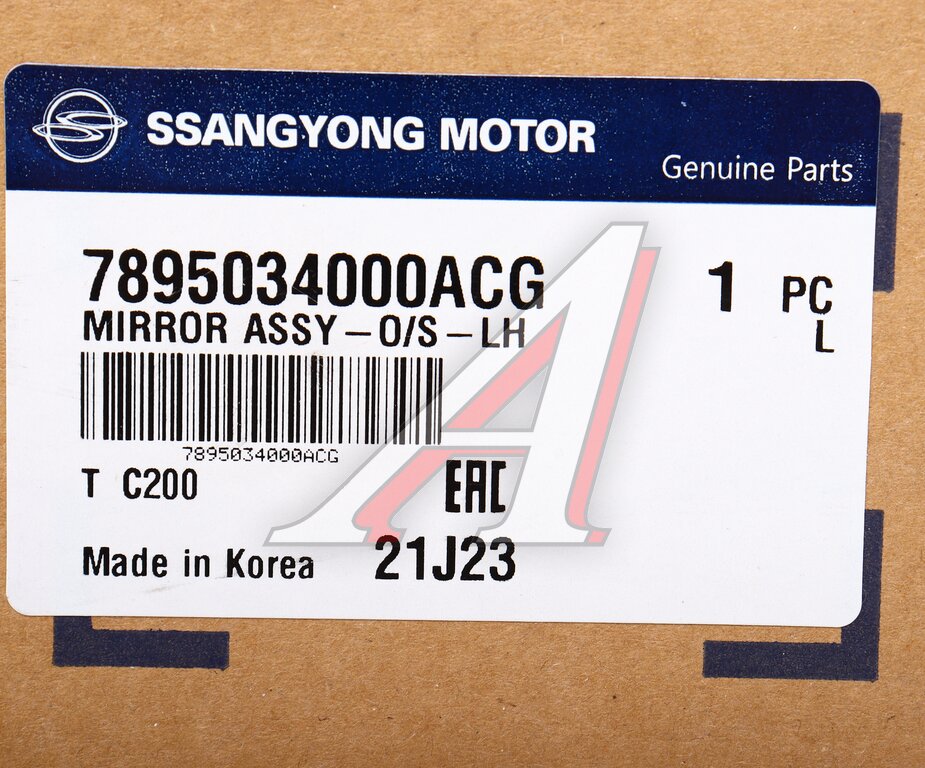 SSANGYONG MOTOR
Genuine Parts
7895034000ACG 1 PC
MIRROR ASSY-O/S-LH L
7895034000ACG
T C200 EAC
Made in Korea 21J23